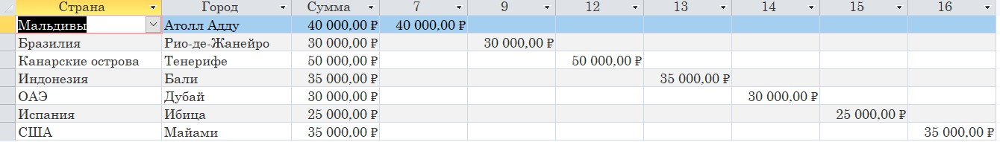 Страна Город Сумма 7 9 12 13 14 15 16
Мальдивы Атолл Адду 40 000,00 ₽ 40 000,00 ₽
Бразилия Рио-де-Жанейро 30 000,00 ₽ 30 000,00 ₽
Канарские острова Тенерифе 50 000,00 ₽ 50 000,00 ₽
Индонезия Бали 35 000,00 ₽ 35 000,00 ₽
ОАЭ Дубай 30 000,00 ₽ 30 000,00 ₽
Испания Ибица 25 000,00 ₽ 25 000,00 ₽
США Майами 35 000,00 ₽ 35 000,00 ₽